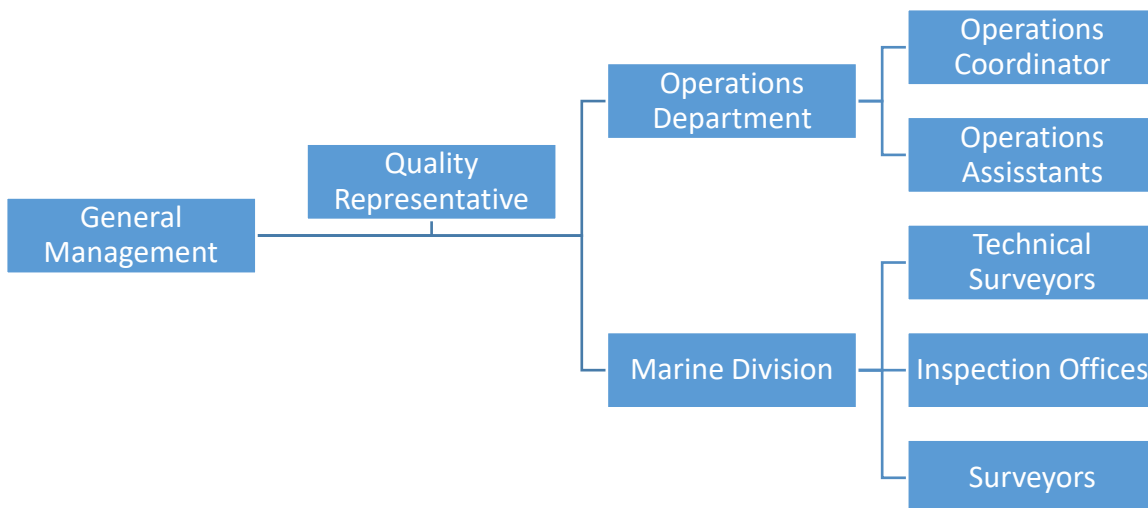 General
Management
Quality
Representative
Operations
Department
Operations
Coordinator
Operations
Assisstants
Marine Division
Technical
Surveyors
Inspection Offices
Surveyors